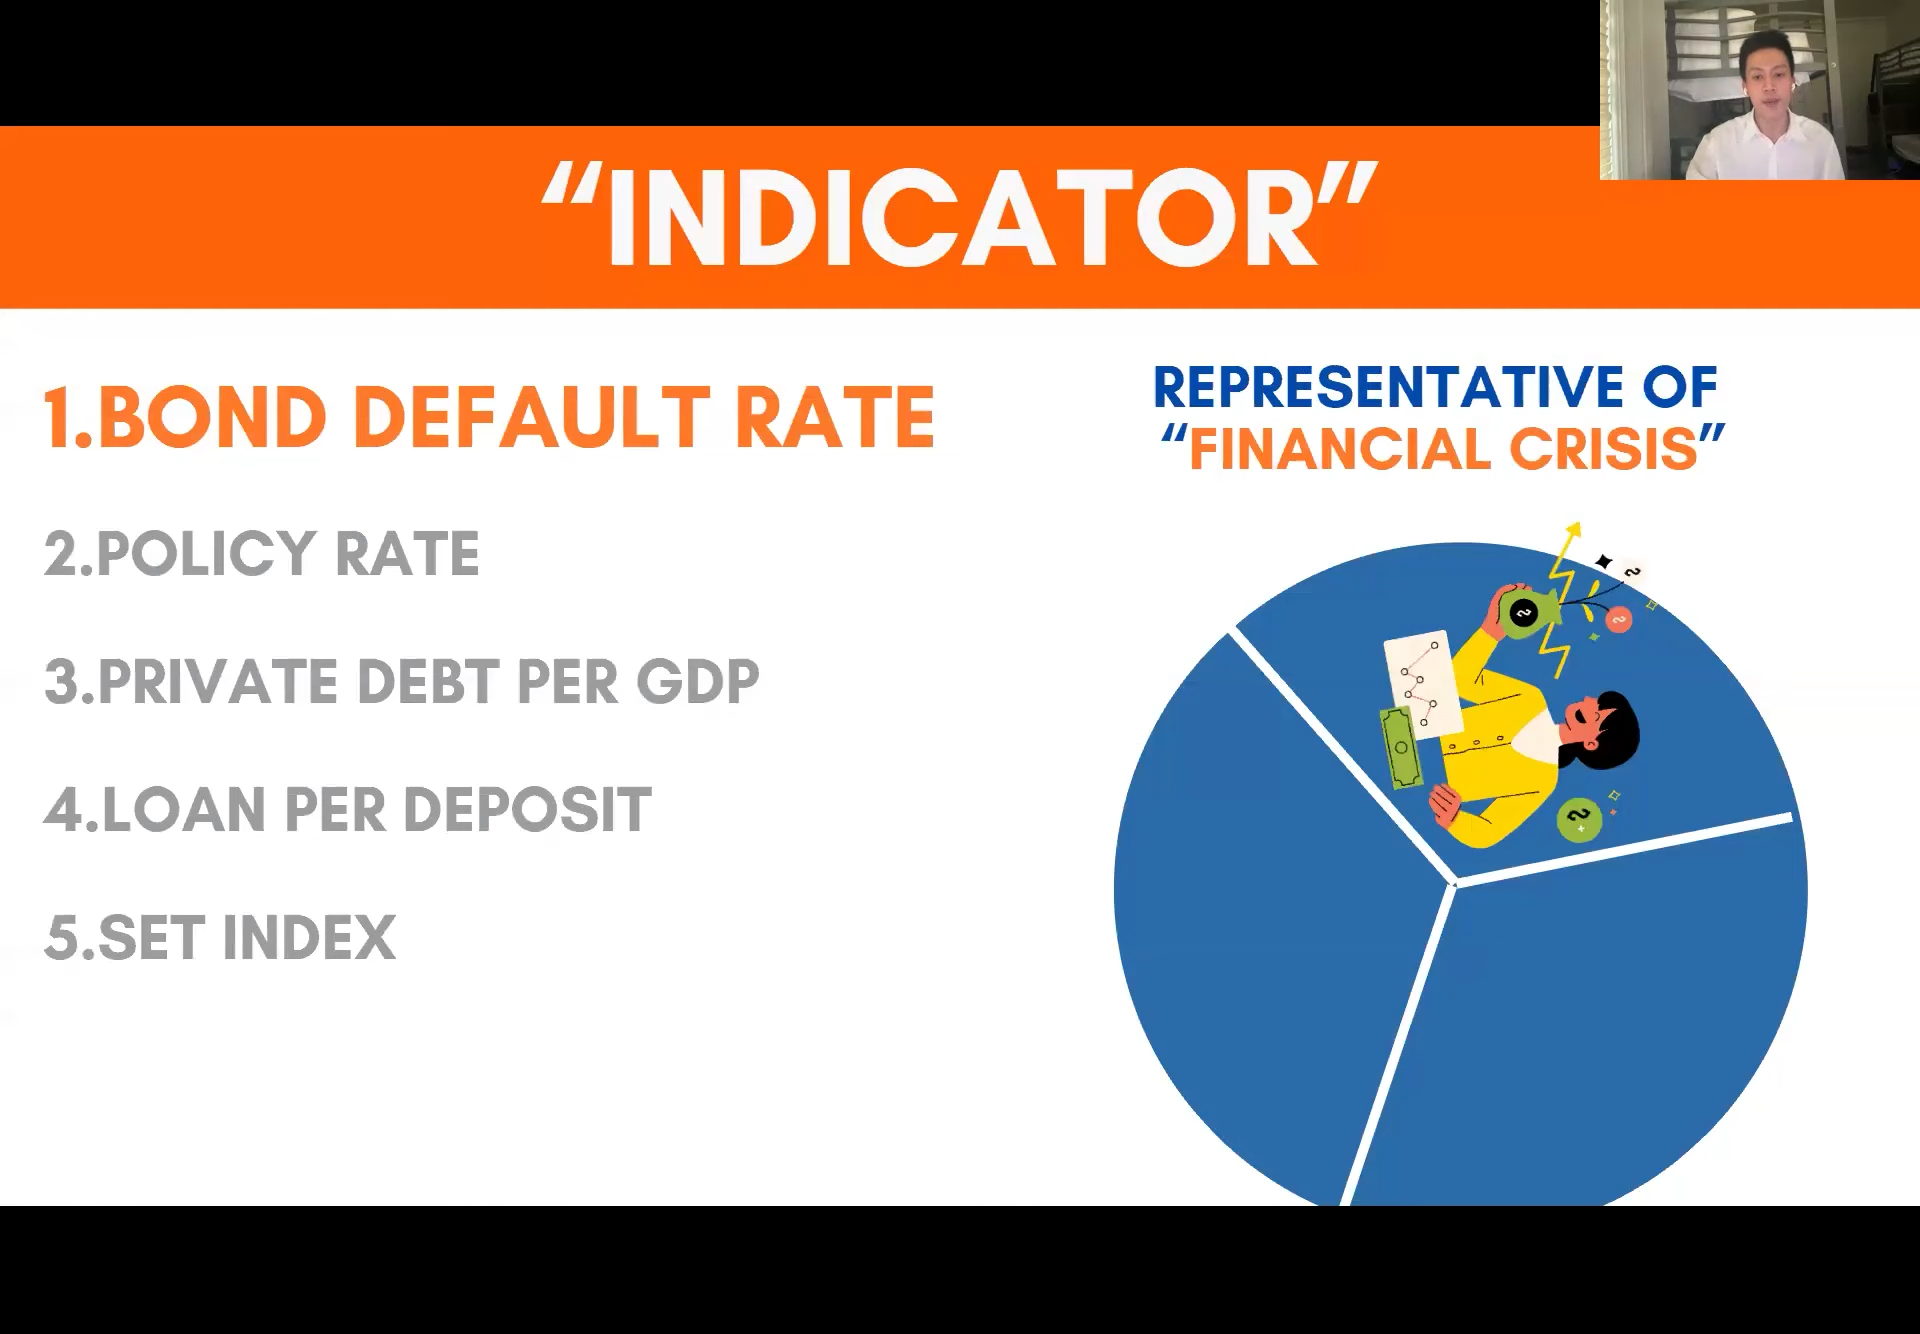 “INDICATOR”
1.BOND DEFAULT RATE
2.POLICY RATE
3.PRIVATE DEBT PER GDP
4.LOAN PER DEPOSIT
5.SET INDEX
REPRESENTATIVE OF
“FINANCIAL CRISIS”